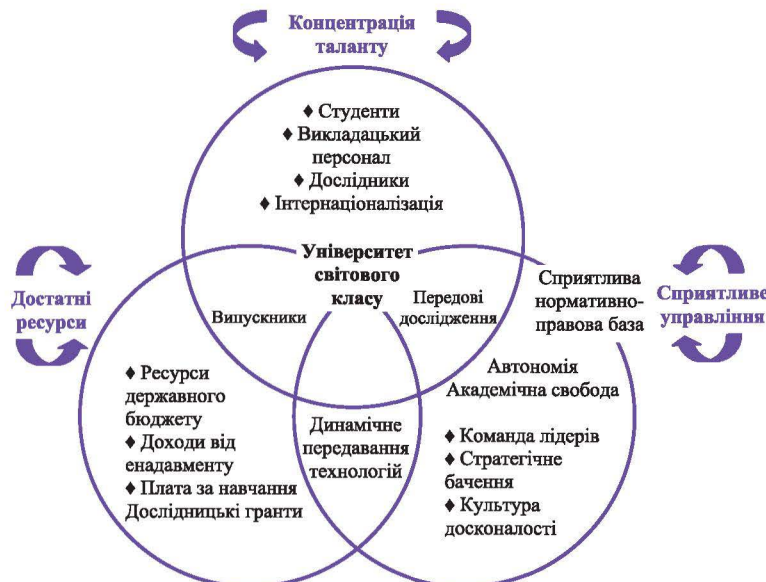 Концентрація
таланту
♦ Студенти
♦ Викладацький
персонал
♦ Дослідники
♦ Інтернаціоналізація
Університет
світового
класу
Достатні
ресурси
Випускники
Передові
дослідження
Сприятлива
нормативно-
правова база
Сприятливе
управління
♦ Ресурси
державного
бюджету
♦ Доходи від
енадавменту
♦ Плата за навчання
Дослідницькі гранти
Динамічне
передавання
технологій
Автономія
Академічна свобода
♦ Команда лідерів
♦ Стратегічне
бачення
♦ Культура
досконалості